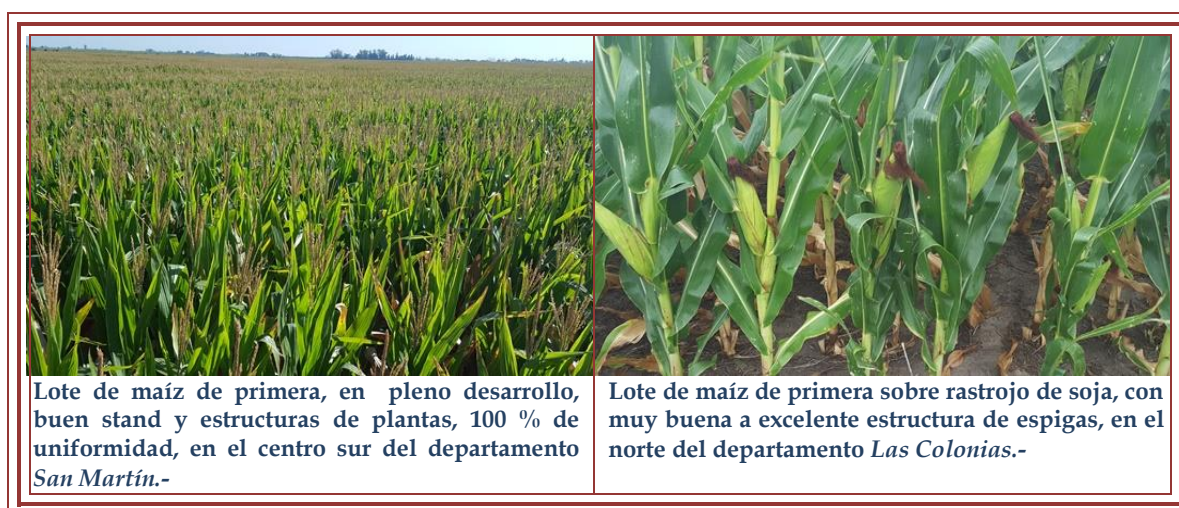 Lote de maíz de primera, en pleno desarrollo,
buen stand y estructuras de plantas, 100 % de
uniformidad, en el centro sur del departamento
San Martín.-
Lote de maíz de primera sobre rastrojo de soja, con
muy buena a excelente estructura de espigas, en el
norte del departamento Las Colonias.-